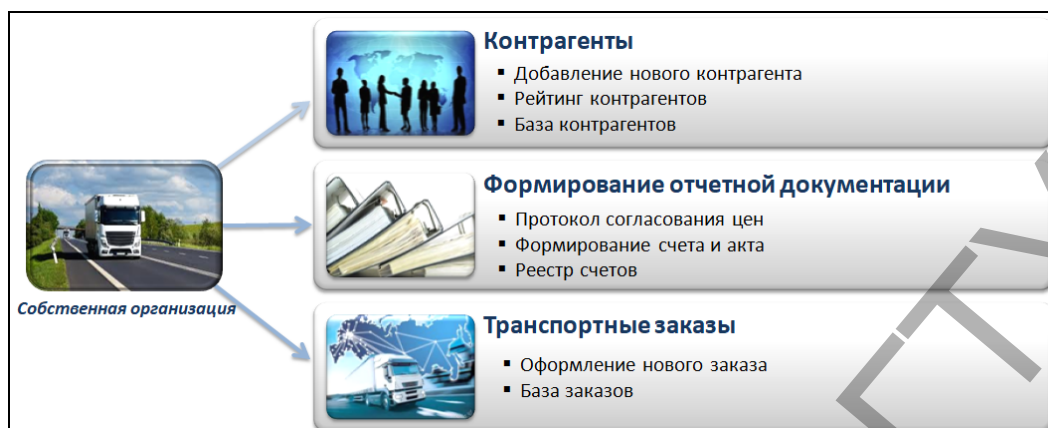 Контрагенты
Добавление нового контрагента
Рейтинг контрагентов
База контрагентов
Формирование отчетной документации
Протокол согласования цен
Формирование счета и акта
Реестр счетов
Собственная организация
Транспортные заказы
Оформление нового заказа
База заказов